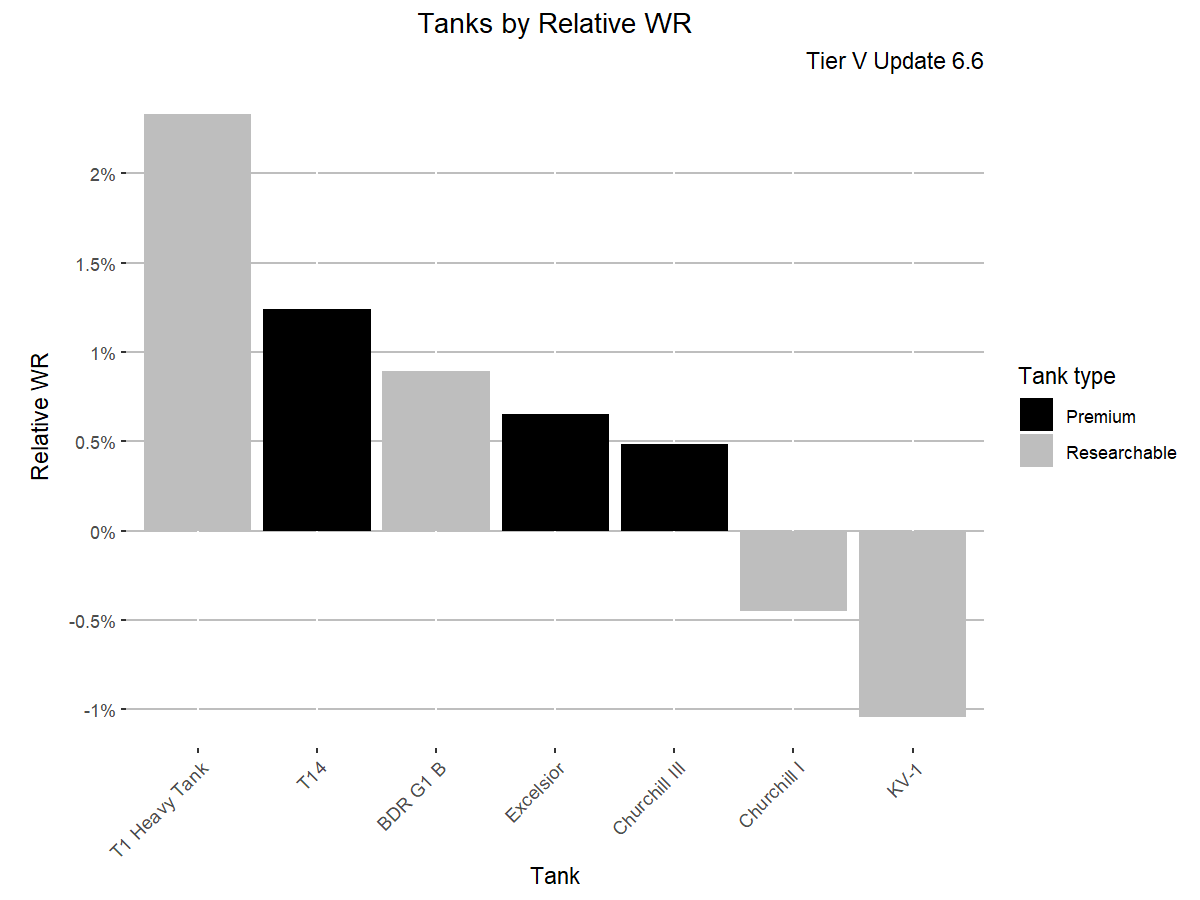 Tanks by Relative WR
Tier V Update 6.6
Relative WR
2%
1.5%
1%
0.5%
0%
-0.5%
-1%
T1 Heavy Tank
T14
BDR G1 B
Excelsior
Churchill III
Churchill I
KV-1
Tank
Tank type
Premium
Researchable